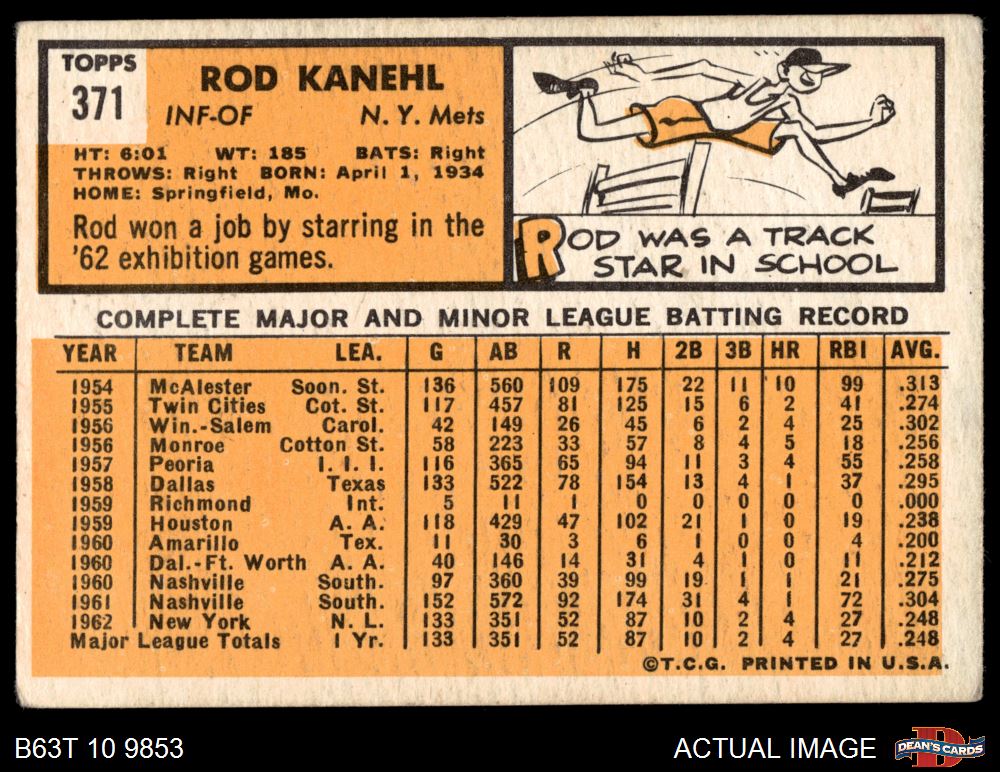 TOPPS
371
ROD KANEHL
INF-OF N. Y. Mets
HT: 6:01 WT: 185 BATS: Right
THROWS: Right BORN: April 1, 1934
HOME: Springfield, Mo.
Rod won a job by starring in the
'62 exhibition games.
ROD WAS A TRACK
STAR IN SCHOOL
COMPLETE MAJOR AND MINOR LEAGUE BATTING RECORD
YEAR TEAM LEA. G AB R H 2B 3B HR RBI AVG.
1954 McAlester Soon. St. 136 560 109 175 22 11 10 99 .313
1955 Twin Cities Cot. St. 117 457 81 125 15 6 2 41 .274
1956 Win.-Salem Carol. 42 149 26 45 6 2 4 25 .302
1956 Monroe Cotton St. 58 223 33 57 8 4 5 18 .256
1957 Peoria I. I. I. 116 365 65 94 11 3 4 55 .258
1958 Dallas Texas 133 522 78 154 13 4 1 37 .295
1959 Richmond Int. 5 11 1 0 0 0 0 0 .000
1959 Houston A. A. 118 429 47 102 21 1 0 19 .238
1960 Amarillo Tex. 11 30 3 6 1 0 0 4 .200
1960 Dal.-Ft. Worth A. A. 40 146 14 31 4 1 0 11 .212
1960 Nashville South. 97 360 39 99 19 1 1 21 .275
1961 Nashville South. 152 572 92 174 31 4 1 72 .304
1962 New York N. L. 133 351 52 87 10 2 4 27 .248
Major League Totals 1 Yr. 133 351 52 87 10 2 4 27 .248
©T.C.G. PRINTED IN U.S.A.
B63T 10 9853 ACTUAL IMAGE DEAN'S CARDS